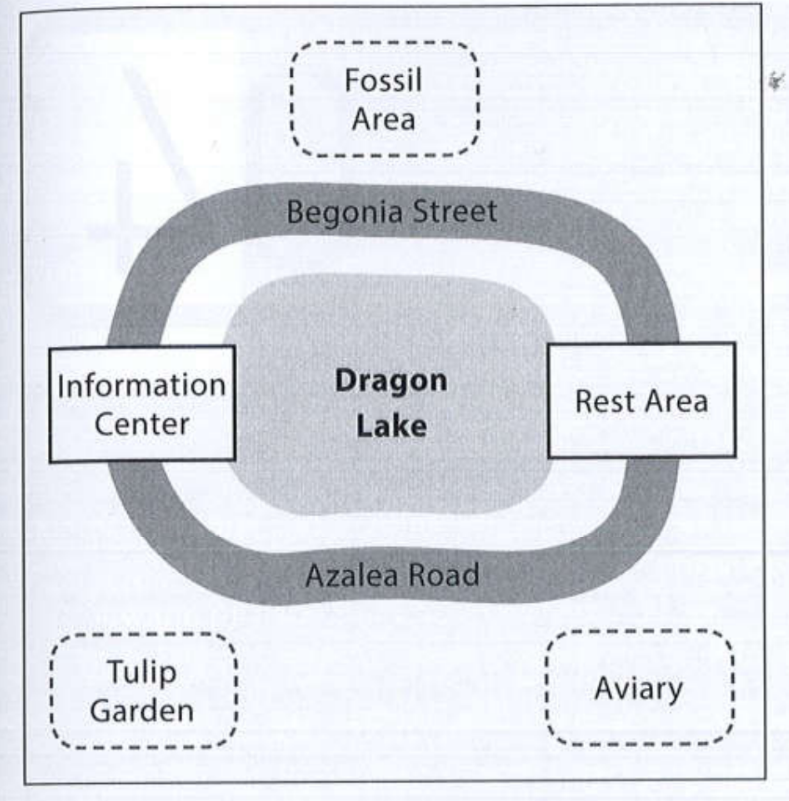 Fossil
Area
Begonia Street
Information
Center
Dragon
Lake
Rest Area
Azalea Road
Tulip
Garden
Aviary